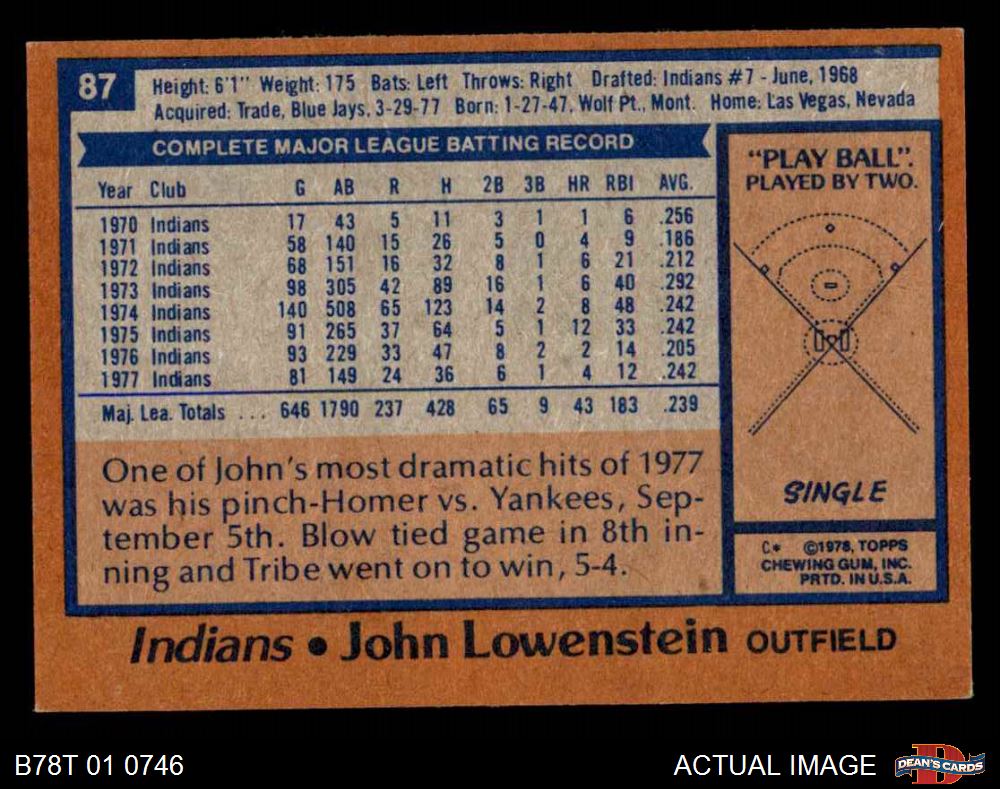 87
Height: 6'1" Weight: 175 Bats: Left Throws: Right Drafted: Indians #7 - June, 1968
Acquired: Trade, Blue Jays, 3-29-77 Born: 1-27-47, Wolf Pt., Mont. Home: Las Vegas, Nevada
COMPLETE MAJOR LEAGUE BATTING RECORD
Year Club G AB R H 2B 3B HR RBI AVG.
1970 Indians 17 43 5 11 3 1 1 6 .256
1971 Indians 58 140 15 26 5 0 4 9 .186
1972 Indians 68 151 16 32 8 1 6 21 .212
1973 Indians 98 305 42 89 16 1 6 40 .292
1974 Indians 140 508 65 123 14 2 8 48 .242
1975 Indians 91 265 37 64 5 1 12 33 .242
1976 Indians 93 229 33 47 8 2 2 14 .205
1977 Indians 81 149 24 36 6 1 4 12 .242
Maj. Lea. Totals ... 646 1790 237 428 65 9 43 183 .239
One of John's most dramatic hits of 1977
was his pinch-Homer vs. Yankees, Sep-
tember 5th. Blow tied game in 8th in-
ning and Tribe went on to win, 5-4.
"PLAY BALL".
PLAYED BY TWO.
SINGLE
C* ©1978, TOPPS
CHEWING GUM, INC.
PRTD. IN U.S.A.
Indians • John Lowenstein OUTFIELD
B78T 01 0746
ACTUAL IMAGE
D
DEAN'S CARDS